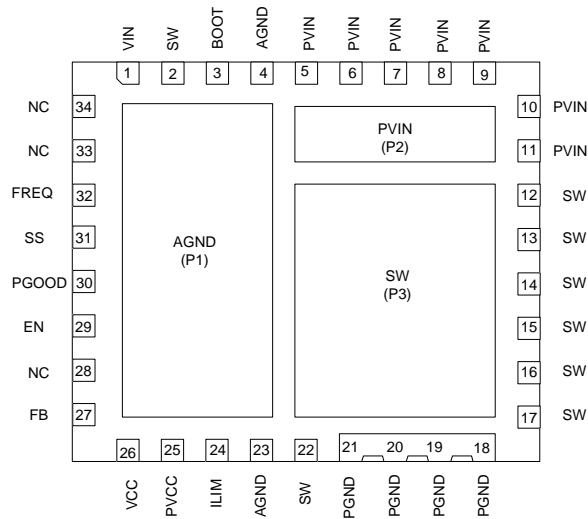 VIN SW BOOT AGND PVIN PVIN PVIN PVIN PVIN
1 2 3 4 5 6 7 8 9
NC 34 10 PVIN
PVIN
(P2)
NC 33 11 PVIN
FREQ 32 12 SW
SS 31 13 SW
AGND
(P1)
SW
(P3)
PGOOD 30 14 SW
EN 29 15 SW
NC 28 16 SW
FB 27 17 SW
26 25 24 23 22 21 20 19 18
VCC PVCC ILIM AGND SW PGND PGND PGND PGND